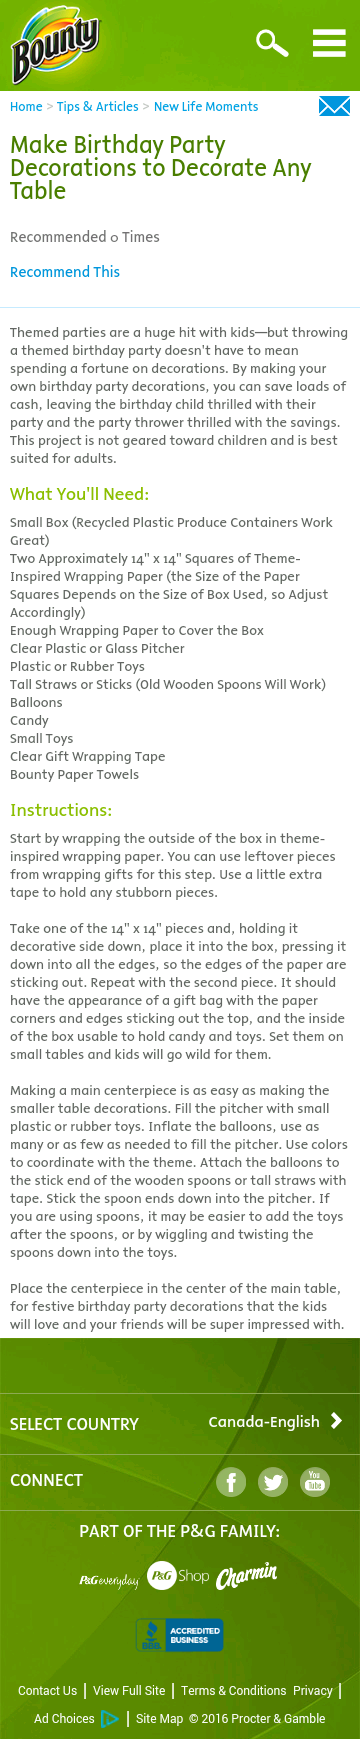 Bounty
Home > Tips & Articles > New Life Moments
Make Birthday Party
Decorations to Decorate Any
Table
Recommended 0 Times
Recommend This
Themed parties are a huge hit with kids—but throwing
a themed birthday party doesn't have to mean
spending a fortune on decorations. By making your
own birthday party decorations, you can save loads of
cash, leaving the birthday child thrilled with their
party and the party thrower thrilled with the savings.
This project is not geared toward children and is best
suited for adults.
What You'll Need:
Small Box (Recycled Plastic Produce Containers Work
Great)
Two Approximately 14" x 14" Squares of Theme-
Inspired Wrapping Paper (the Size of the Paper
Squares Depends on the Size of Box Used, so Adjust
Accordingly)
Enough Wrapping Paper to Cover the Box
Clear Plastic or Glass Pitcher
Plastic or Rubber Toys
Tall Straws or Sticks (Old Wooden Spoons Will Work)
Balloons
Candy
Small Toys
Clear Gift Wrapping Tape
Bounty Paper Towels
Instructions:
Start by wrapping the outside of the box in theme-
inspired wrapping paper. You can use leftover pieces
from wrapping gifts for this step. Use a little extra
tape to hold any stubborn pieces.
Take one of the 14" x 14" pieces and, holding it
decorative side down, place it into the box, pressing it
down into all the edges, so the edges of the paper are
sticking out. Repeat with the second piece. It should
have the appearance of a gift bag with the paper
corners and edges sticking out the top, and the inside
of the box usable to hold candy and toys. Set them on
small tables and kids will go wild for them.
Making a main centerpiece is as easy as making the
smaller table decorations. Fill the pitcher with small
plastic or rubber toys. Inflate the balloons, use as
many or as few as needed to fill the pitcher. Use colors
to coordinate with the theme. Attach the balloons to
the stick end of the wooden spoons or tall straws with
tape. Stick the spoon ends down into the pitcher. If
you are using spoons, it may be easier to add the toys
after the spoons, or by wiggling and twisting the
spoons down into the toys.
Place the centerpiece in the center of the main table,
for festive birthday party decorations that the kids
will love and your friends will be super impressed with.
SELECT COUNTRY Canada-English
CONNECT
You Tube
PART OF THE P&G FAMILY:
P&G everyday P&G Shop Charmin
BBB ACCREDITED BUSINESS
Contact Us | View Full Site | Terms & Conditions Privacy |
Ad Choices | Site Map © 2016 Procter & Gamble